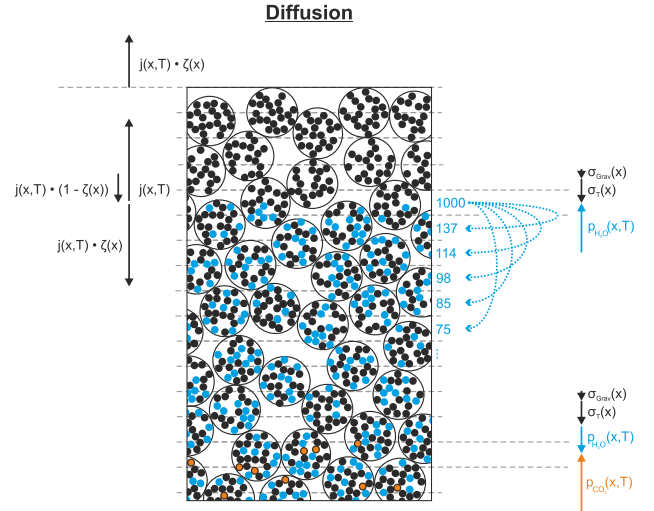 Diffusion
j(x,T) • ζ(x)
j(x,T) • (1 - ζ(x))
j(x,T)
j(x,T) • ζ(x)
1000
137
114
98
85
75
⋮
σGrav(x)
σT(x)
pH₂O(x,T)
σGrav(x)
σT(x)
pH₂O(x,T)
pCO₂(x,T)